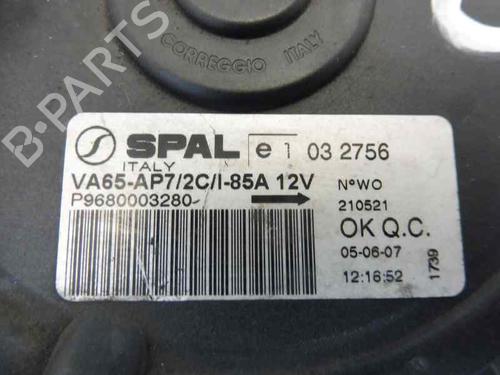 CORREGGIO ITALY
B-PARTS
SPAL e 1 03 2756
ITALY
VA65-AP7/2C/I-85A 12V
NºWO
P9680003280
210521
OK Q.C.
05-06-07
12:16:52
1739